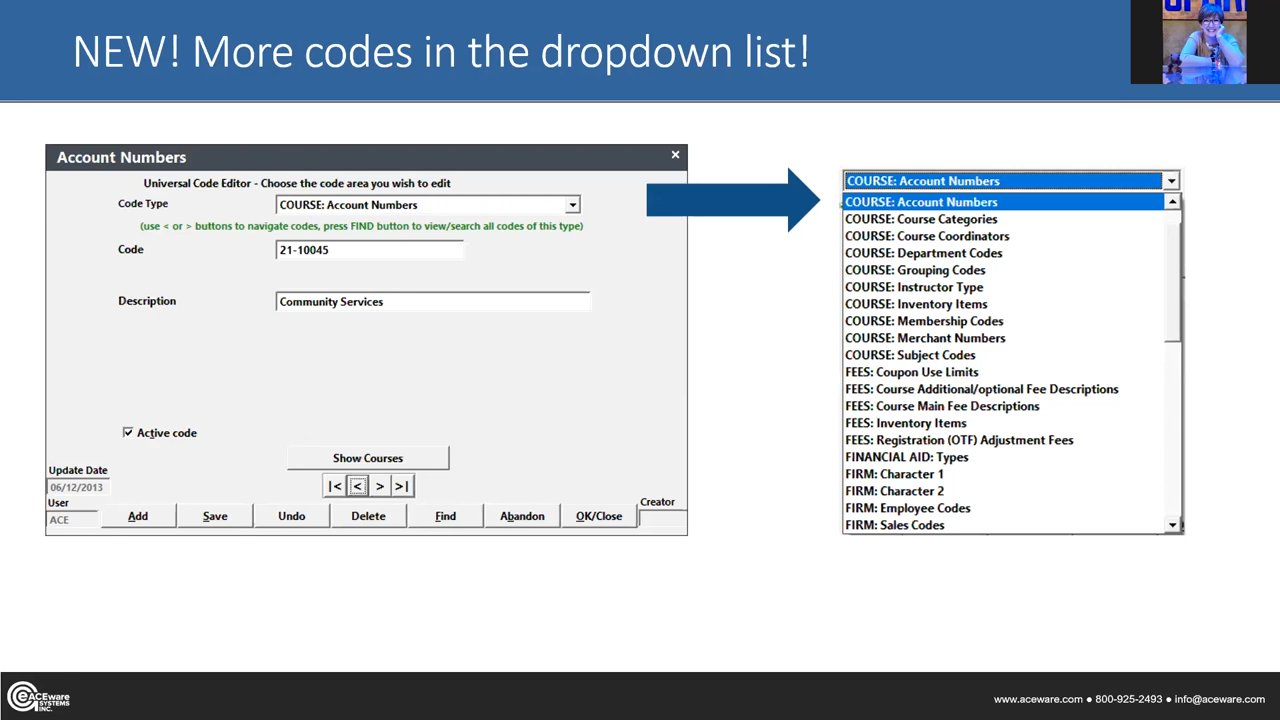 NEW! More codes in the dropdown list!
Account Numbers
Universal Code Editor - Choose the code area you wish to edit
Code Type
COURSE: Account Numbers
(use < or > buttons to navigate codes, press FIND button to view/search all codes of this type)
Code
21-10045
Description
Community Services
Active code
Show Courses
Update Date
06/12/2013
|< < > >|
User
ACE
Add Save Undo Delete Find Abandon OK/Close
Creator
COURSE: Account Numbers
COURSE: Account Numbers
COURSE: Course Categories
COURSE: Course Coordinators
COURSE: Department Codes
COURSE: Grouping Codes
COURSE: Instructor Type
COURSE: Inventory Items
COURSE: Membership Codes
COURSE: Merchant Numbers
COURSE: Subject Codes
FEES: Coupon Use Limits
FEES: Course Additional/optional Fee Descriptions
FEES: Course Main Fee Descriptions
FEES: Inventory Items
FEES: Registration (OTF) Adjustment Fees
FINANCIAL AID: Types
FIRM: Character 1
FIRM: Character 2
FIRM: Employee Codes
FIRM: Sales Codes
ACEware
SYSTEMS
INC.
www.aceware.com ● 800-925-2493 ● info@aceware.com